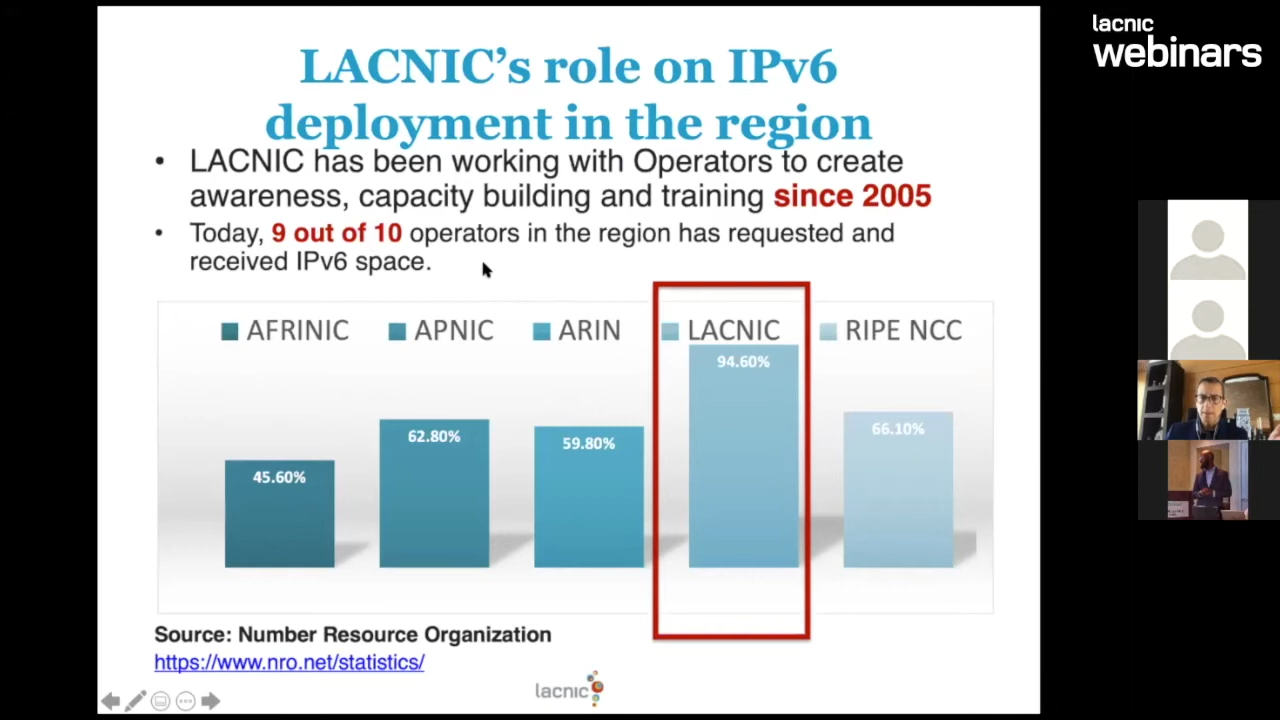 lacnic
webinars
LACNIC's role on IPv6
deployment in the region
• LACNIC has been working with Operators to create
awareness, capacity building and training since 2005
• Today, 9 out of 10 operators in the region has requested and
received IPv6 space.
AFRINIC APNIC ARIN LACNIC RIPE NCC
94.60%
66.10%
62.80%
59.80%
45.60%
Source: Number Resource Organization
https://www.nro.net/statistics/
lacnic